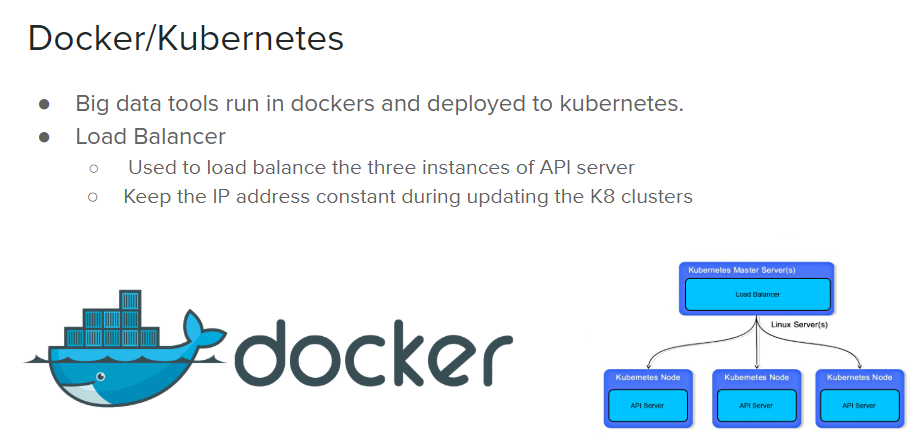 Docker/Kubernetes
● Big data tools run in dockers and deployed to kubernetes.
● Load Balancer
○ Used to load balance the three instances of API server
○ Keep the IP address constant during updating the K8 clusters
docker
Kubernetes Master Server(s)
Load Balancer
Linux Server(s)
Kubernetes Node Kubernetes Node Kubernetes Node
API Server API Server API Server